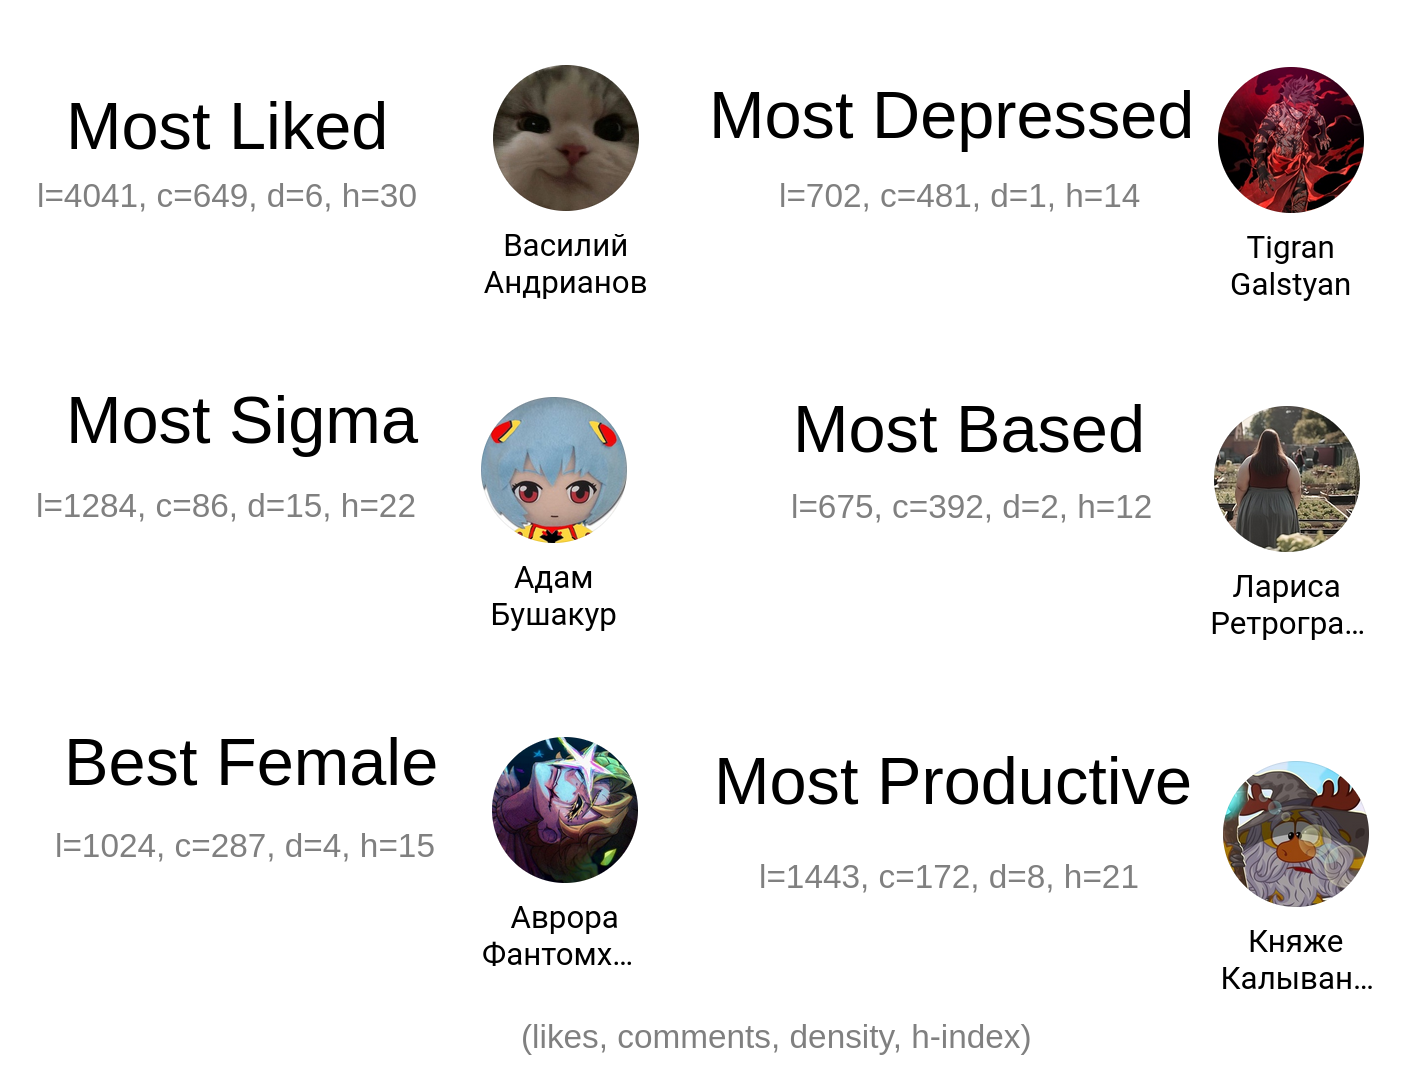 Most Liked
l=4041, c=649, d=6, h=30
Василий
Андрианов
Most Depressed
l=702, c=481, d=1, h=14
Tigran
Galstyan
Most Sigma
l=1284, c=86, d=15, h=22
Адам
Бушакур
Most Based
l=675, c=392, d=2, h=12
Лариса
Ретрогра...
Best Female
l=1024, c=287, d=4, h=15
Аврора
Фантомх...
Most Productive
l=1443, c=172, d=8, h=21
Княже
Калыван...
(likes, comments, density, h-index)